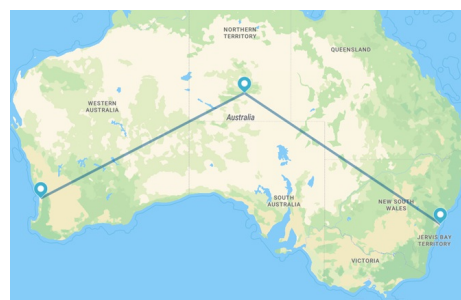 NORTHERN
TERRITORY
QUEENSLAND
WESTERN
AUSTRALIA
Australia
SOUTH
AUSTRALIA
NEW SOUTH
WALES
JERVIS BAY
TERRITORY
VICTORIA